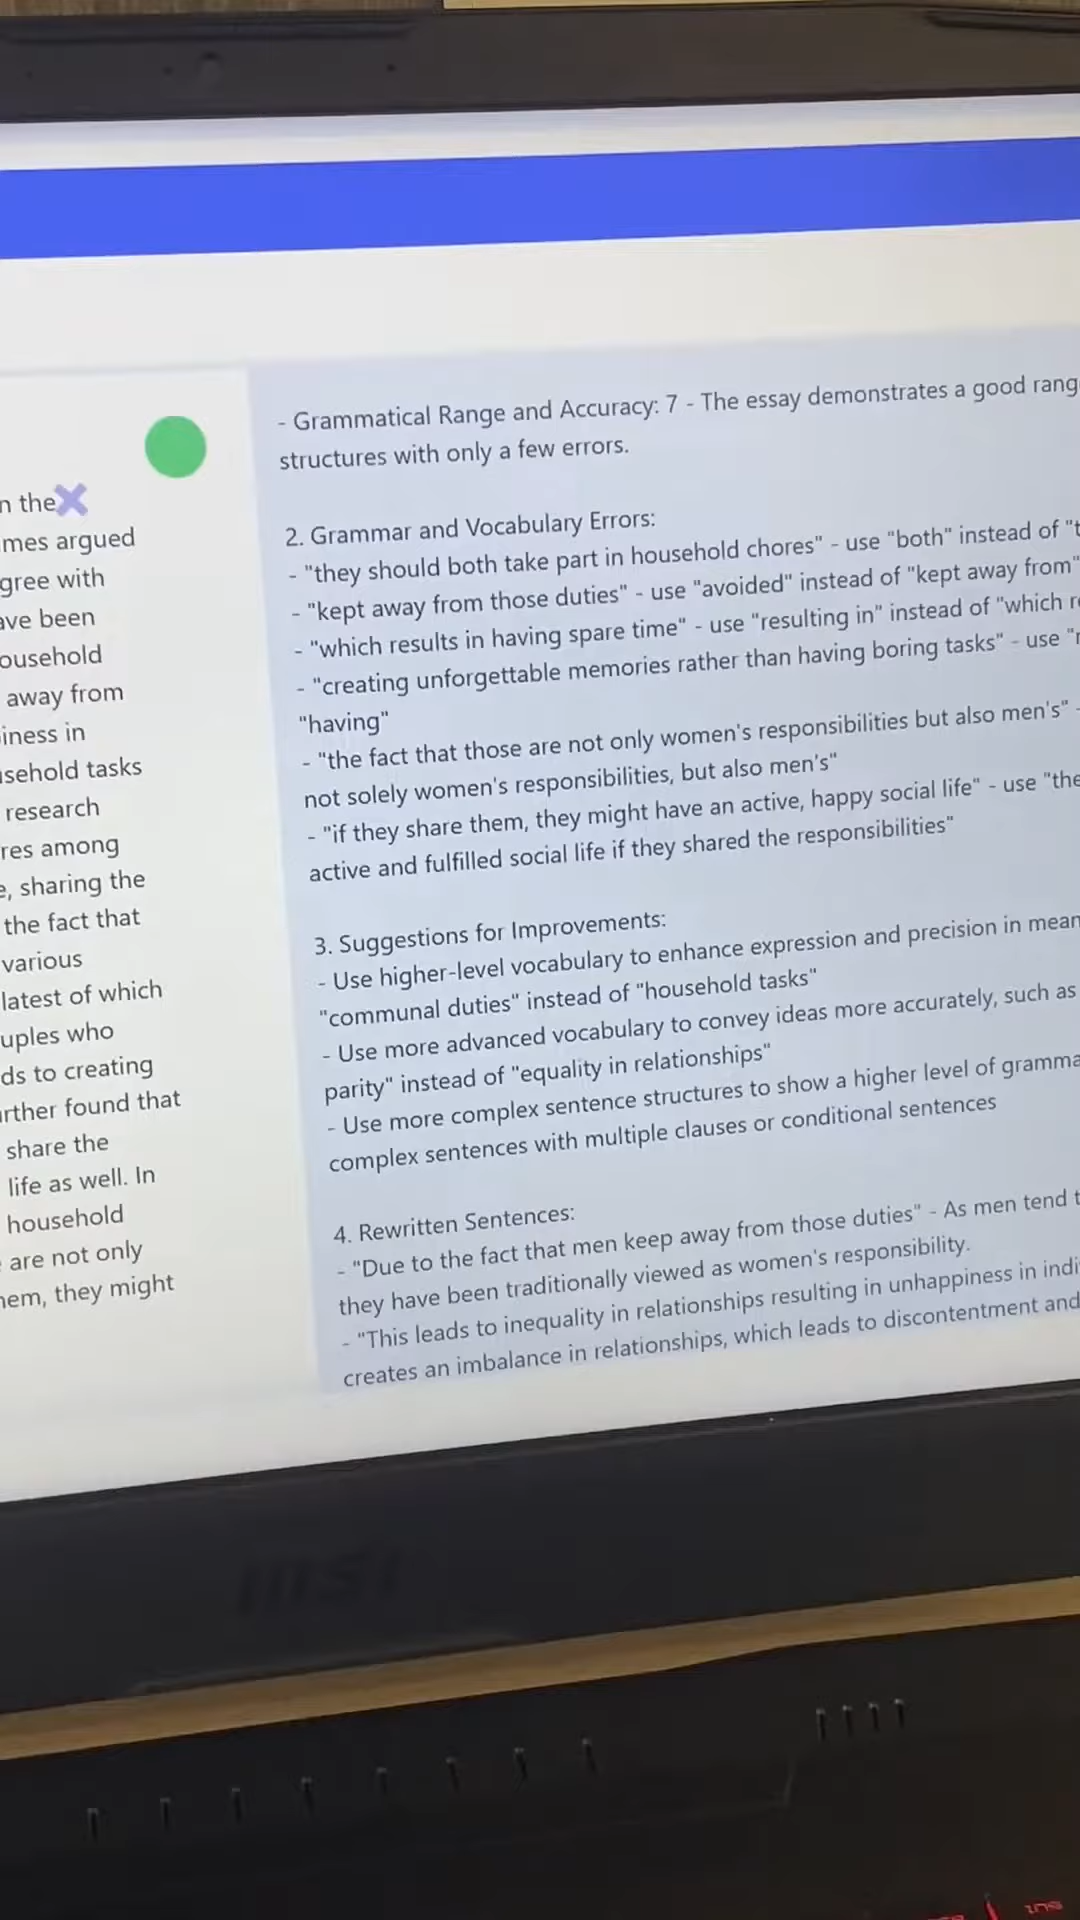 n the
mes argued
gree with
ave been
ousehold
away from
iness in
sehold tasks
research
res among
e, sharing the
the fact that
various
latest of which
uples who
ds to creating
rther found that
share the
life as well. In
household
are not only
hem, they might
- Grammatical Range and Accuracy: 7 - The essay demonstrates a good rang
structures with only a few errors.
2. Grammar and Vocabulary Errors:
- "they should both take part in household chores" - use "both" instead of "t
- "kept away from those duties" - use "avoided" instead of "kept away from"
- "which results in having spare time" - use "resulting in" instead of "which re
- "creating unforgettable memories rather than having boring tasks" - use "r
"having"
- "the fact that those are not only women's responsibilities but also men's" -
not solely women's responsibilities, but also men's"
- "if they share them, they might have an active, happy social life" - use "the
active and fulfilled social life if they shared the responsibilities"
3. Suggestions for Improvements:
- Use higher-level vocabulary to enhance expression and precision in mean
"communal duties" instead of "household tasks"
- Use more advanced vocabulary to convey ideas more accurately, such as
parity" instead of "equality in relationships"
- Use more complex sentence structures to show a higher level of gramma
complex sentences with multiple clauses or conditional sentences
4. Rewritten Sentences:
- "Due to the fact that men keep away from those duties" - As men tend t
they have been traditionally viewed as women's responsibility.
- "This leads to inequality in relationships resulting in unhappiness in indi
creates an imbalance in relationships, which leads to discontentment and
msi